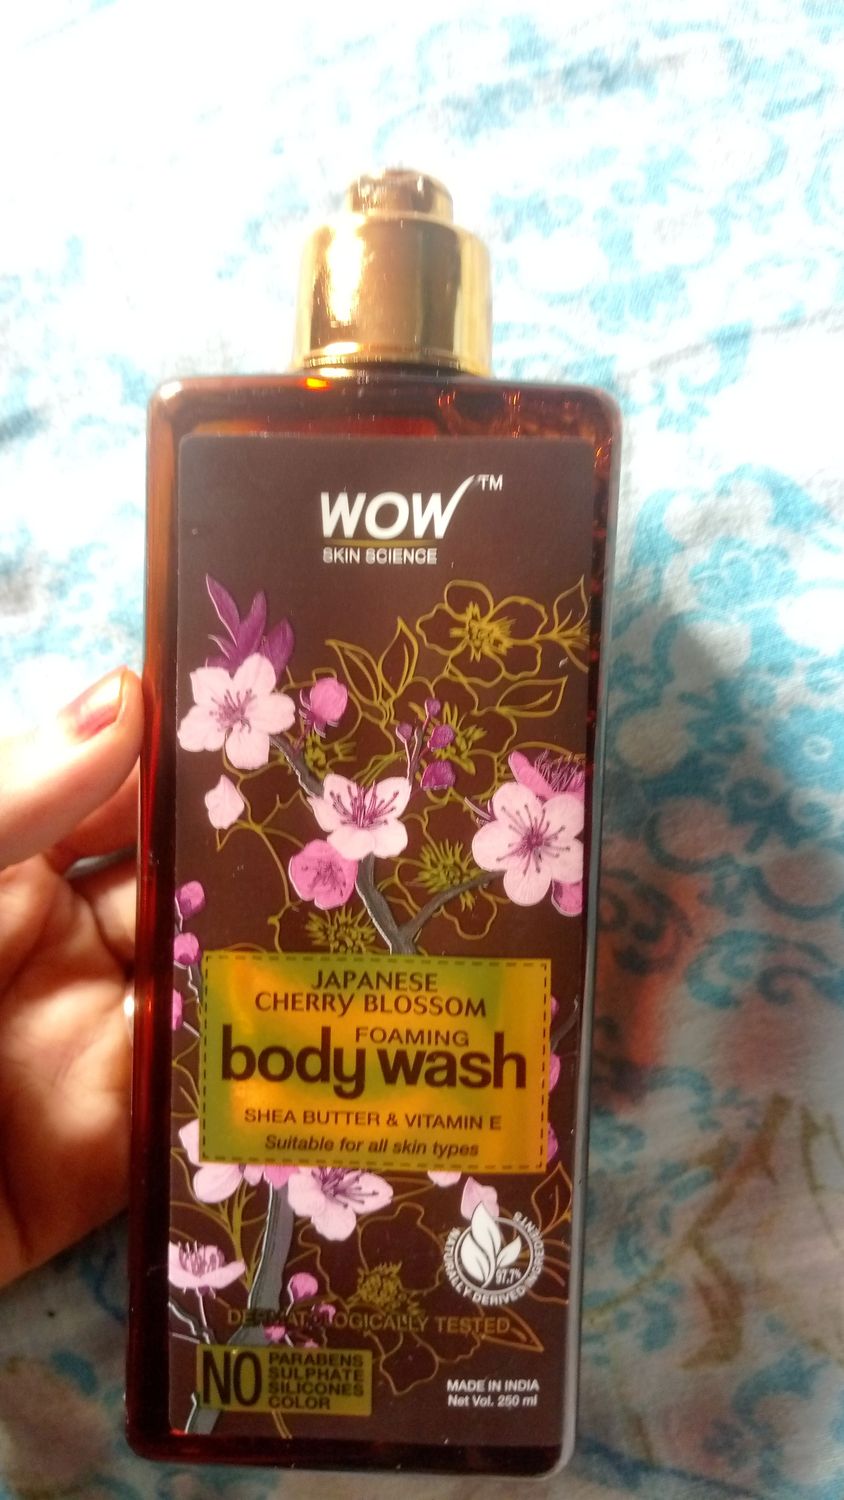 WOW™
SKIN SCIENCE
JAPANESE
CHERRY BLOSSOM
FOAMING
body wash
SHEA BUTTER & VITAMIN E
Suitable for all skin types
97.7%
NATURALLY DERIVED INGREDIENTS
DERMATOLOGICALLY TESTED
NO
PARABENS
SULPHATE
SILICONES
COLOR
MADE IN INDIA
Net Vol. 250 ml